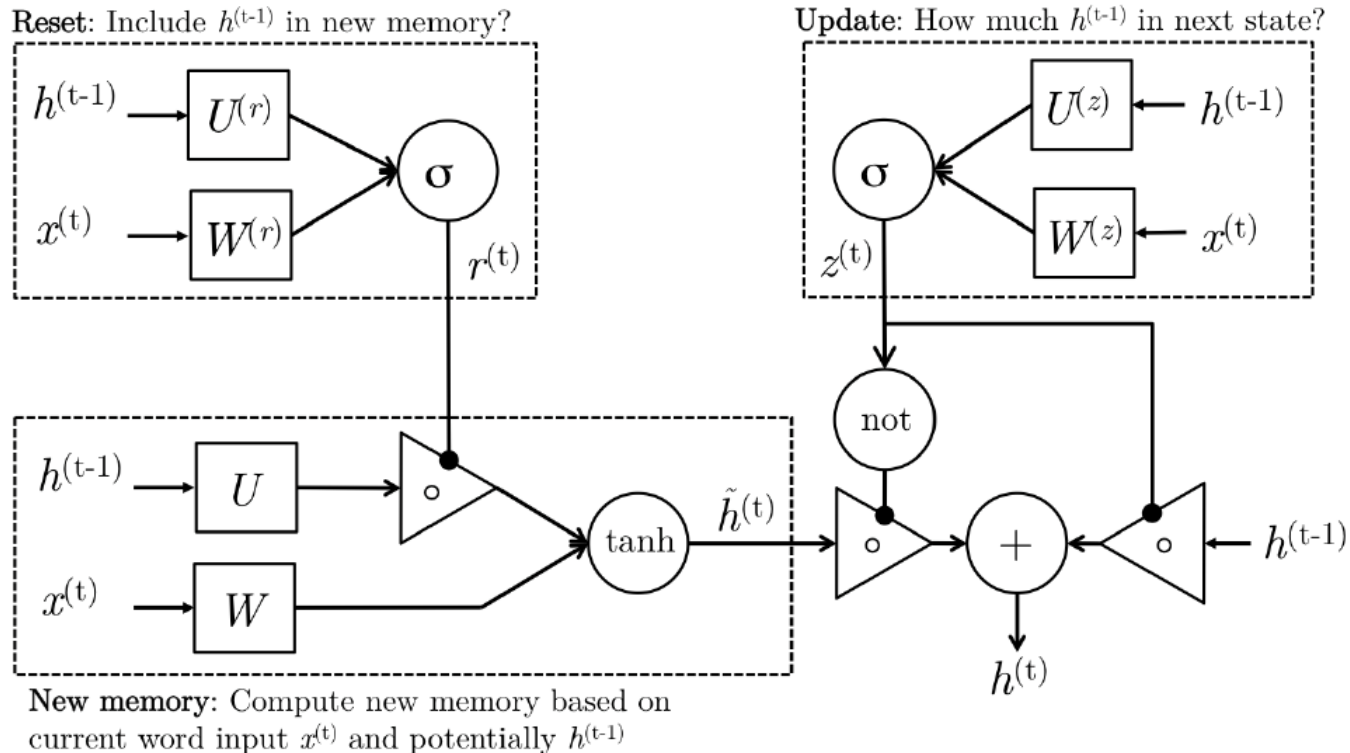 Reset: Include h⁽ᵗ⁻¹⁾ in new memory?
Update: How much h⁽ᵗ⁻¹⁾ in next state?
h⁽ᵗ⁻¹⁾
U⁽ʳ⁾
σ
x⁽ᵗ⁾
W⁽ʳ⁾
r⁽ᵗ⁾
U⁽ᶻ⁾
h⁽ᵗ⁻¹⁾
σ
W⁽ᶻ⁾
x⁽ᵗ⁾
z⁽ᵗ⁾
not
h⁽ᵗ⁻¹⁾
U
∘
x⁽ᵗ⁾
W
tanh
h̃⁽ᵗ⁾
∘
+
∘
h⁽ᵗ⁻¹⁾
h⁽ᵗ⁾
New memory: Compute new memory based on
current word input x⁽ᵗ⁾ and potentially h⁽ᵗ⁻¹⁾